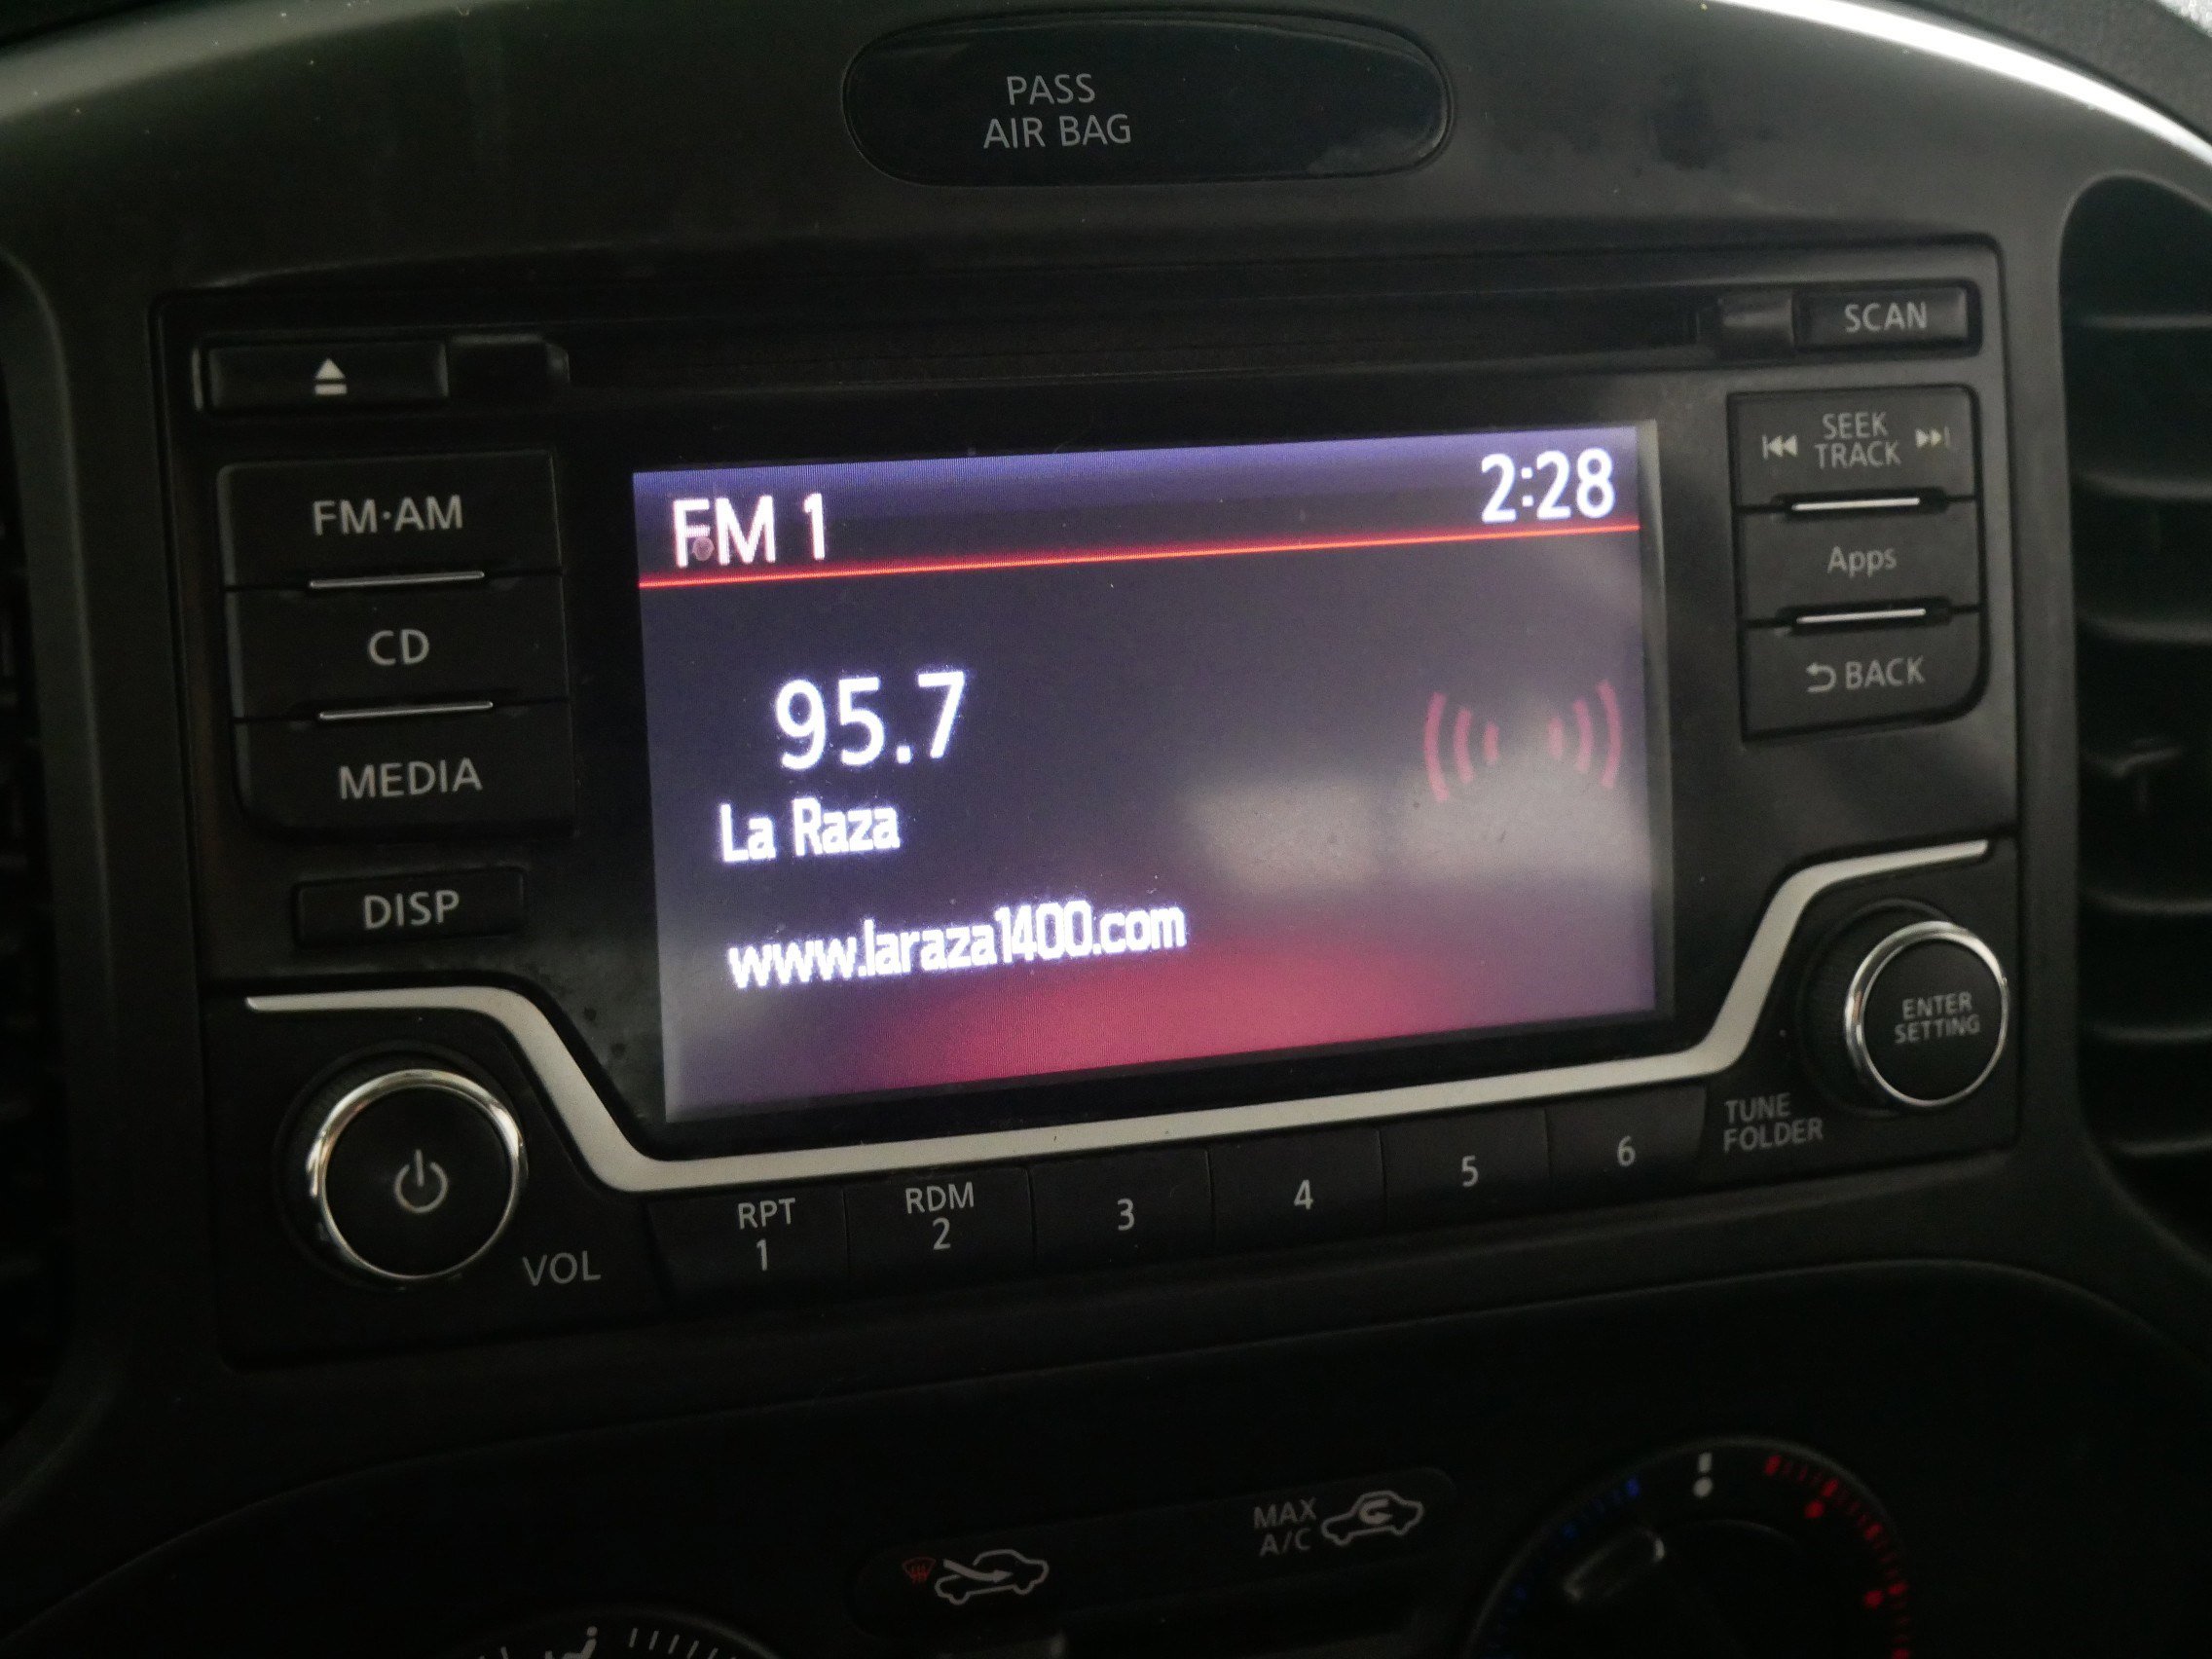 PASS
AIR BAG
SCAN
FM·AM
CD
MEDIA
DISP
FM 1
2:28
95.7
La Raza
www.laraza1400.com
SEEK
TRACK
Apps
BACK
ENTER
SETTING
TUNE
FOLDER
VOL
RPT
1
RDM
2
3
4
5
6
MAX
A/C